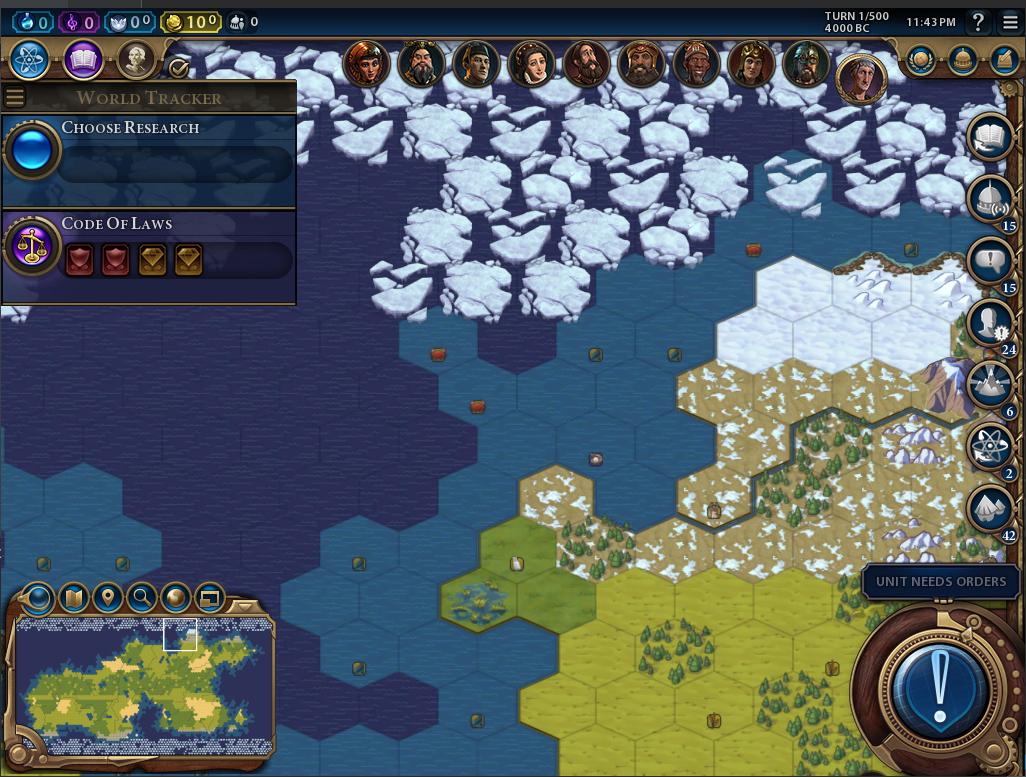 0 0 0 0 10 0 0
TURN 1/500
4000 BC
11:43 PM ?
WORLD TRACKER
CHOOSE RESEARCH
CODE OF LAWS
15
15
24
6
2
42
UNIT NEEDS ORDERS